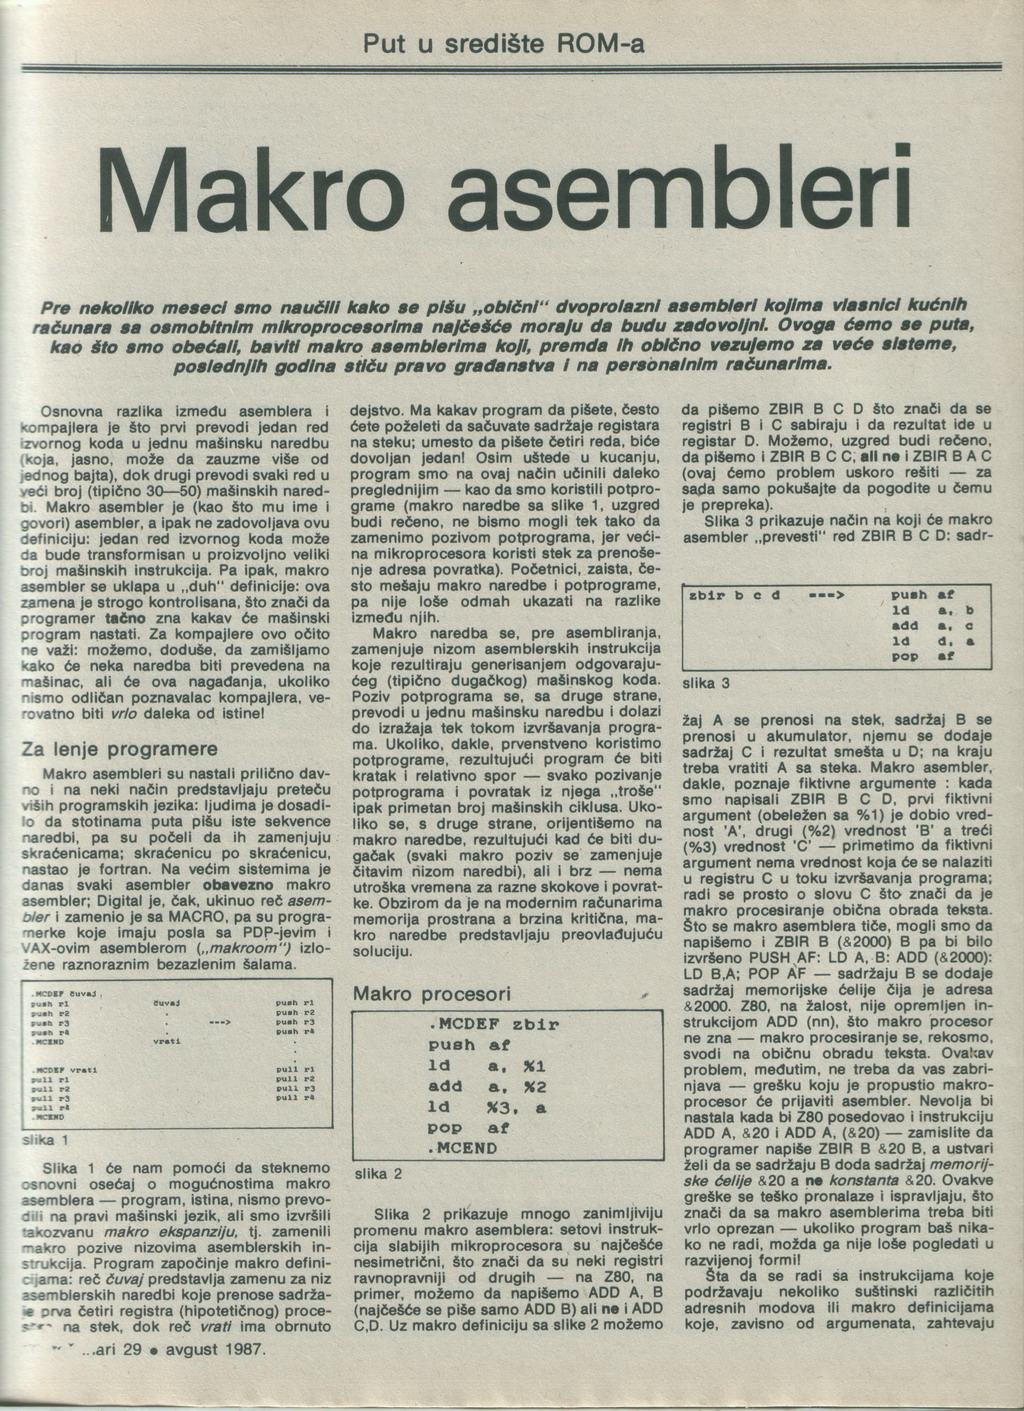 Put u središte ROM-a
Makro asembleri
Pre nekoliko meseci smo naučili kako se pišu „obični“ dvoprolazni asembleri kojima vlasnici kućnih
računara sa osmobitnim mikroprocesorima najčešće moraju da budu zadovoljni. Ovoga ćemo se puta,
kao što smo obećali, baviti makro asemblerima koji, premda ih obično vezujemo za veće sisteme,
poslednjih godina stiču pravo građanstva i na personalnim računarima.
Osnovna razlika između asemblera i
kompajlera je što prvi prevodi jedan red
izvornog koda u jednu mašinsku naredbu
(koja, jasno, može da zauzme više od
jednog bajta), dok drugi prevodi svaki red u
veći broj (tipično 30—50) mašinskih nared-
bi. Makro asembler je (kao što mu ime i
govori) asembler, a ipak ne zadovoljava ovu
definiciju: jedan red izvornog koda može
da bude transformisan u proizvoljno veliki
broj mašinskih instrukcija. Pa ipak, makro
asembler se uklapa u „duh“ definicije: ova
zamena je strogo kontrolisana, što znači da
programer tačno zna kakav će mašinski
program nastati. Za kompajlere ovo očito
ne važi: možemo, doduše, da zamišljamo
kako će neka naredba biti prevedena na
mašinac, ali će ova nagađanja, ukoliko
nismo odličan poznavalac kompajlera, ve-
rovatno biti vrlo daleka od istine!
Za lenje programere
Makro asembleri su nastali prilično dav-
no i na neki način predstavljaju preteču
viših programskih jezika: ljudima je dosadi-
lo da stotinama puta pišu iste sekvence
naredbi, pa su počeli da ih zamenjuju
skraćenicama; skraćenicu po skraćenicu,
nastao je fortran. Na većim sistemima je
danas svaki asembler obavezno makro
asembler; Digital je, čak, ukinuo reč asem-
bler i zamenio je sa MACRO, pa su progra-
merke koje imaju posla sa PDP-jevim i
VAX-ovim asemblerom („makroom“) izlo-
žene raznoraznim bezazlenim šalama.
.MCDEF čuvaj
push r1 čuvaj push r1
push r2 . push r2
push r3 . ---> push r3
push r4 . push r4
.MCEND vrati .
.
.MCDEF vrati pull r1
pull r1 pull r2
pull r2 pull r3
pull r3 pull r4
pull r4
.MCEND
slika 1
Slika 1 će nam pomoći da steknemo
osnovni osećaj o mogućnostima makro
asemblera — program, istina, nismo prevo-
dili na pravi mašinski jezik, ali smo izvršili
takozvanu makro ekspanziju, tj. zamenili
makro pozive nizovima asemblerskih in-
strukcija. Program započinje makro defini-
cijama: reč čuvaj predstavlja zamenu za niz
asemblerskih naredbi koje prenose sadrža-
je prva četiri registra (hipotetičnog) proce-
na stek, dok reč vrati ima obrnuto
dejstvo. Ma kakav program da pišete, često
ćete poželeti da sačuvate sadržaje registara
na steku; umesto da pišete četiri reda, biće
dovoljan jedan! Osim uštede u kucanju,
program smo na ovaj način učinili daleko
preglednijim — kao da smo koristili potpro-
grame (makro naredbe sa slike 1, uzgred
budi rečeno, ne bismo mogli tek tako da
zamenimo pozivom potprograma, jer veći-
na mikroprocesora koristi stek za prenoše-
nje adresa povratka). Početnici, zaista, če-
sto mešaju makro naredbe i potprograme,
pa nije loše odmah ukazati na razlike
između njih.
Makro naredba se, pre asembliranja,
zamenjuje nizom asemblerskih instrukcija
koje rezultiraju generisanjem odgovaraju-
ćeg (tipično dugačkog) mašinskog koda.
Poziv potprograma se, sa druge strane,
prevodi u jednu mašinsku naredbu i dolazi
do izražaja tek tokom izvršavanja progra-
ma. Ukoliko, dakle, prvenstveno koristimo
potprograme, rezultujući program će biti
kratak i relativno spor — svako pozivanje
potprograma i povratak iz njega „troše“
ipak primetan broj mašinskih ciklusa. Uko-
liko se, s druge strane, orijentišemo na
makro naredbe, rezultujući kad će biti du-
gačak (svaki makro poziv se zamenjuje
čitavim nizom naredbi), ali i brz — nema
utroška vremena za razne skokove i povrat-
ke. Obzirom da je na modernim računarima
memorija prostrana a brzina kritična, ma-
kro naredbe predstavljaju preovlađujuću
soluciju.
Makro procesori
.MCDEF zbir
push af
ld a, %1
add a, %2
ld %3, a
pop af
.MCEND
slika 2
Slika 2 prikazuje mnogo zanimljiviju
promenu makro asemblera: setovi instruk-
cija slabijih mikroprocesora su najčešće
nesimetrični, što znači da su neki registri
ravnopravniji od drugih — na Z80, na
primer, možemo da napišemo ADD A, B
(najčešće se piše samo ADD B) ali ne i ADD
C,D. Uz makro definiciju sa slike 2 možemo
da pišemo ZBIR B C D što znači da se
registri B i C sabiraju i da rezultat ide u
registar D. Možemo, uzgred budi rečeno,
da pišemo i ZBIR B C C, ali ne i ZBIR B A C
(ovaj ćemo problem uskoro rešiti — za
sada samo pokušajte da pogodite u čemu
je prepreka).
Slika 3 prikazuje način na koji će makro
asembler „prevesti“ red ZBIR B C D: sadr-
zbir b c d ---> push af
ld a, b
add a, c
ld d, a
pop af
slika 3
žaj A se prenosi na stek, sadržaj B se
prenosi u akumulator, njemu se dodaje
sadržaj C i rezultat smešta u D; na kraju
treba vratiti A sa steka. Makro asembler,
dakle, poznaje fiktivne argumente : kada
smo napisali ZBIR B C D, prvi fiktivni
argument (obeležen sa %1) je dobio vred-
nost 'A', drugi (%2) vrednost 'B' a treći
(%3) vrednost 'C' — primetimo da fiktivni
argument nema vrednost koja će se nalaziti
u registru C u toku izvršavanja programa;
radi se prosto o slovu C što znači da je
makro procesiranje obična obrada teksta.
Što se makro asemblera tiče, mogli smo da
napišemo i ZBIR B (&2000) B pa bi bilo
izvršeno PUSH AF: LD A, B: ADD (&2000):
LD B,A; POP AF — sadržaju B se dodaje
sadržaj memorijske ćelije čija je adresa
&2000. Z80, na žalost, nije opremljen in-
strukcijom ADD (nn), što makro procesor
ne zna — makro procesiranje se, rekosmo,
svodi na običnu obradu teksta. Ovakav
problem, međutim, ne treba da vas zabri-
njava — grešku koju je propustio makro-
procesor će prijaviti asembler. Nevolja bi
nastala kada bi Z80 posedovao i instrukciju
ADD A, &20 i ADD A, (&20) — zamislite da
programer napiše ZBIR B &20 B, a ustvari
želi da se sadržaju B doda sadržaj memorij-
ske ćelije &20 a ne konstanta &20. Ovakve
greške se teško pronalaze i ispravljaju, što
znači da sa makro asemblerima treba biti
vrlo oprezan — ukoliko program baš nika-
ko ne radi, možda ga nije loše pogledati u
razvijenoj formi!
Šta da se radi sa instrukcijama koje
podržavaju nekoliko suštinski različitih
adresnih modova ili makro definicijama
koje, zavisno od argumenata, zahtevaju
...ari 29 • avgust 1987.